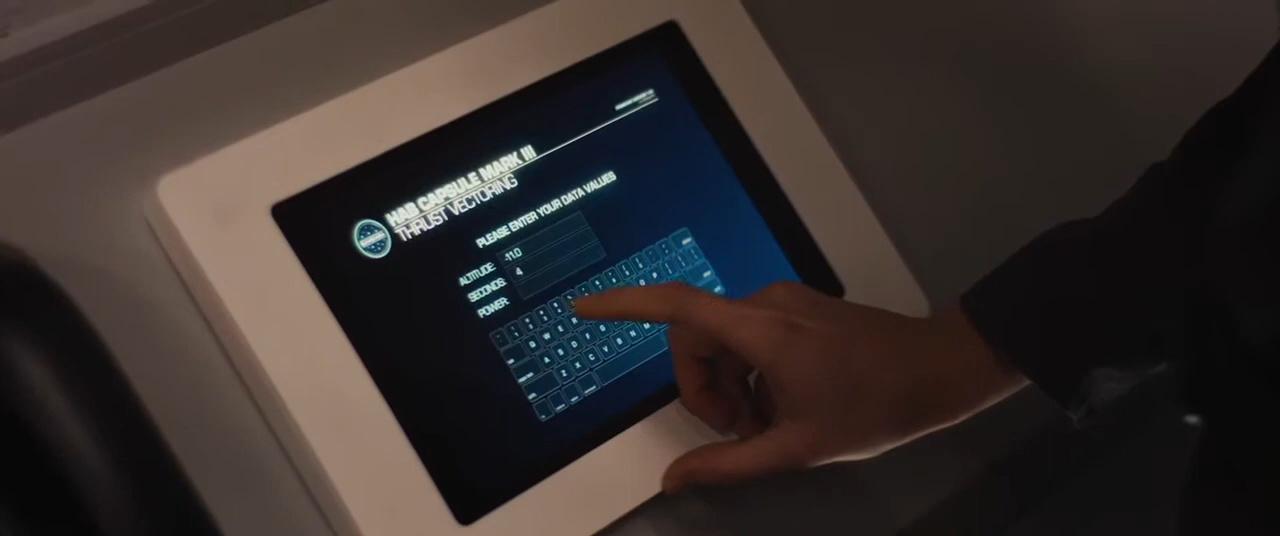 HAB CAPSULE MARK III
THRUST VECTORING
PLEASE ENTER YOUR DATA VALUES
ALTITUDE: -11.0
SECONDS: 4
POWER:
Q W E R
A S D F G
Z X C V B N M